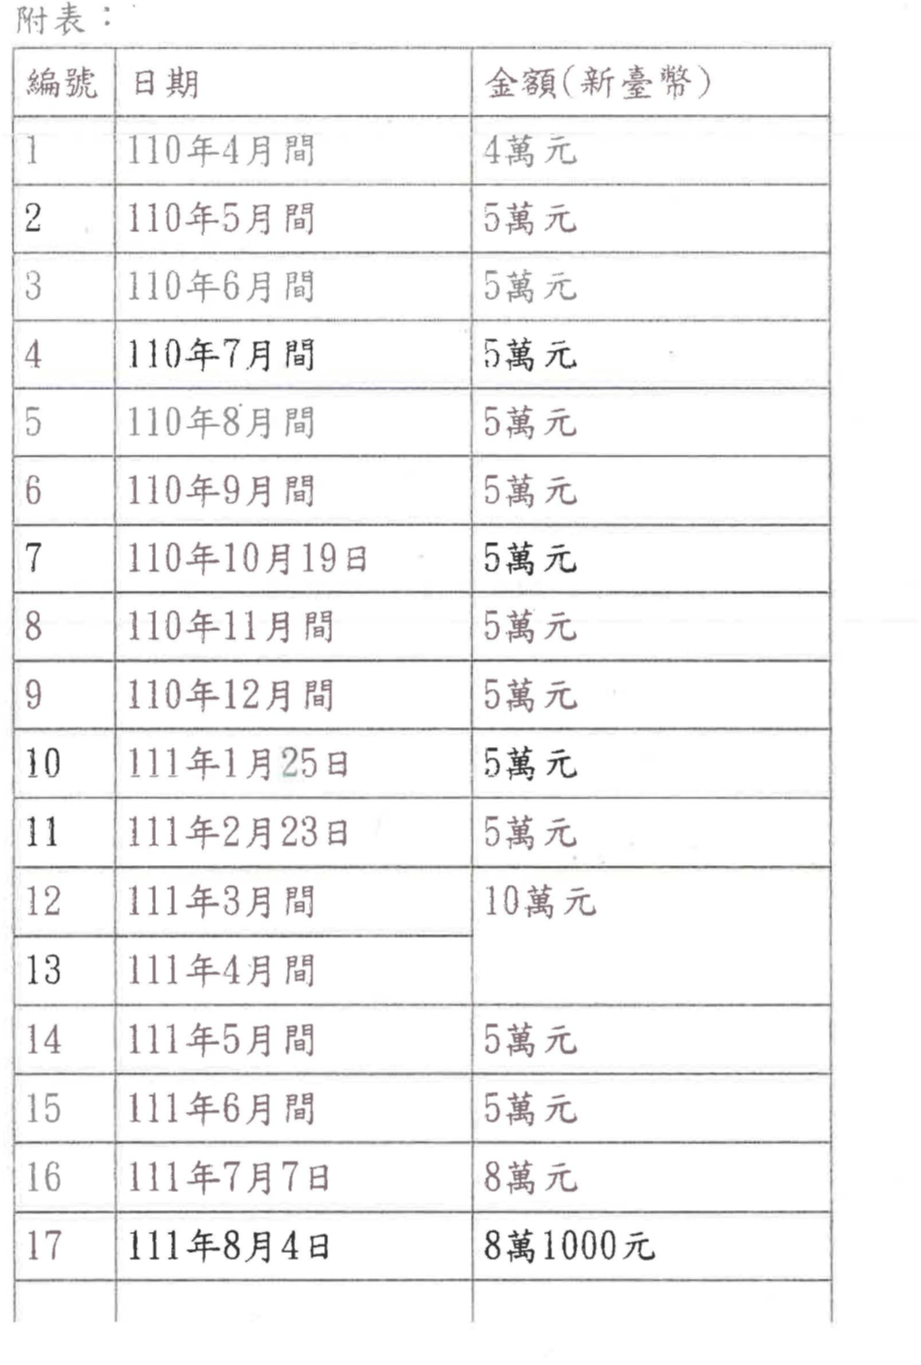 附表：
編號 日期 金額(新臺幣)
1 110年4月間 4萬元
2 110年5月間 5萬元
3 110年6月間 5萬元
4 110年7月間 5萬元
5 110年8月間 5萬元
6 110年9月間 5萬元
7 110年10月19日 5萬元
8 110年11月間 5萬元
9 110年12月間 5萬元
10 111年1月25日 5萬元
11 111年2月23日 5萬元
12 111年3月間 10萬元
13 111年4月間
14 111年5月間 5萬元
15 111年6月間 5萬元
16 111年7月7日 8萬元
17 111年8月4日 8萬1000元